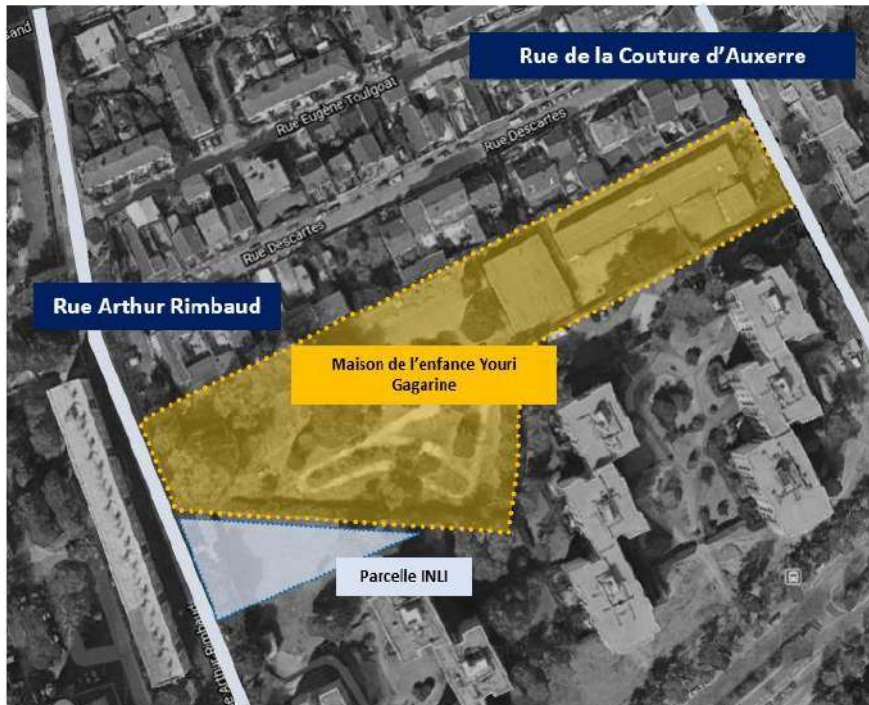 sand
Rue de la Couture d’Auxerre
Rue Eugène Toulgoat
Rue Descartes
Rue Descartes
Rue Arthur Rimbaud
Maison de l’enfance Youri
Gagarine
Parcelle INLI
Arthur Rimbaud